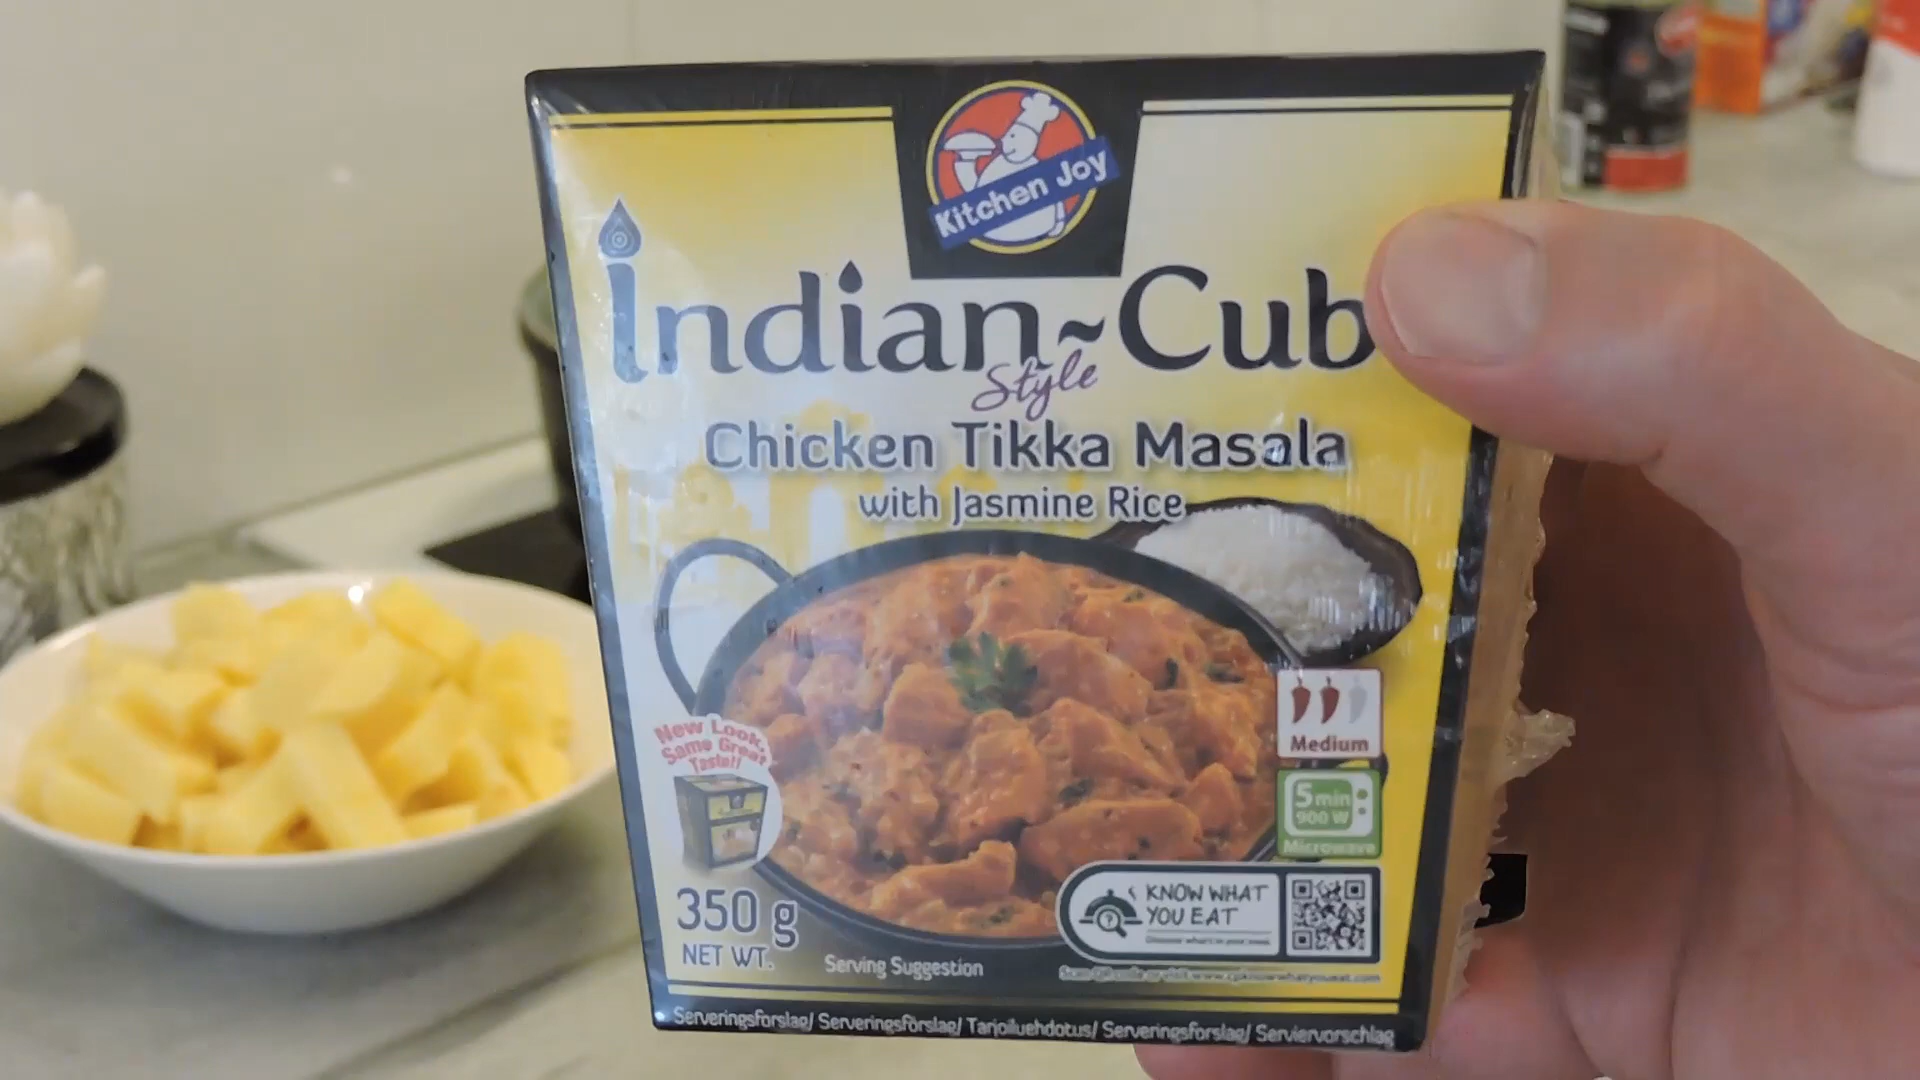 Kitchen Joy
Indian~Cub
Style
Chicken Tikka Masala
with Jasmine Rice
New Look,
Same Great
Taste!!
Medium
5 min
900 W
Microwave
KNOW WHAT
YOU EAT
350 g
NET WT.
Serving Suggestion
Serveringsforslag/ Serveringsförslag/ Tarjoiluehdotus/ Serveringsforslag/ Serviervorschlag